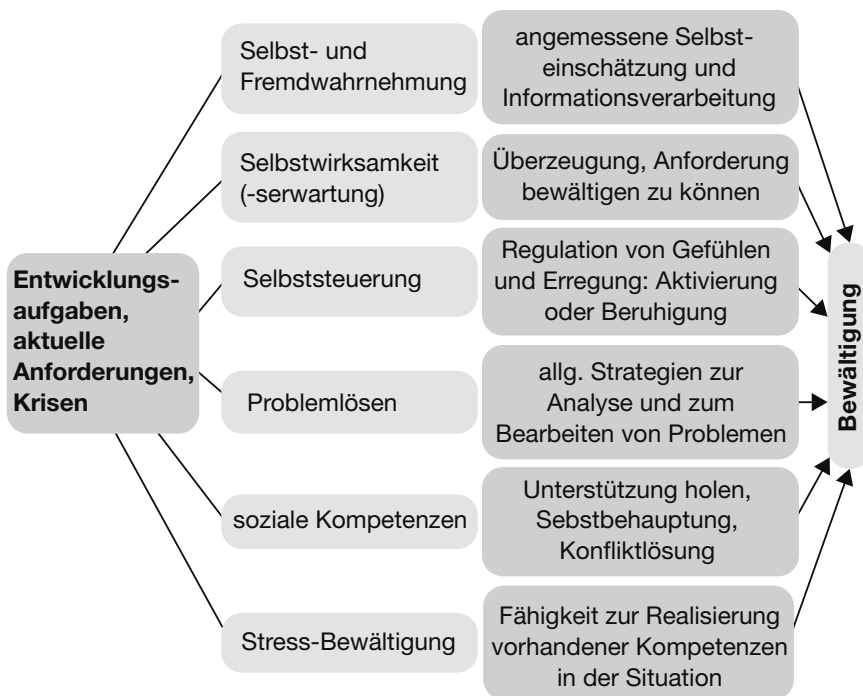 Entwicklungs-
aufgaben,
aktuelle
Anforderungen,
Krisen
Selbst- und
Fremdwahrnehmung
angemessene Selbst-
einschätzung und
Informationsverarbeitung
Selbstwirksamkeit
(-serwartung)
Überzeugung, Anforderung
bewältigen zu können
Selbststeuerung
Regulation von Gefühlen
und Erregung: Aktivierung
oder Beruhigung
Problemlösen
allg. Strategien zur
Analyse und zum
Bearbeiten von Problemen
soziale Kompetenzen
Unterstützung holen,
Sebstbehauptung,
Konfliktlösung
Stress-Bewältigung
Fähigkeit zur Realisierung
vorhandener Kompetenzen
in der Situation
Bewältigung